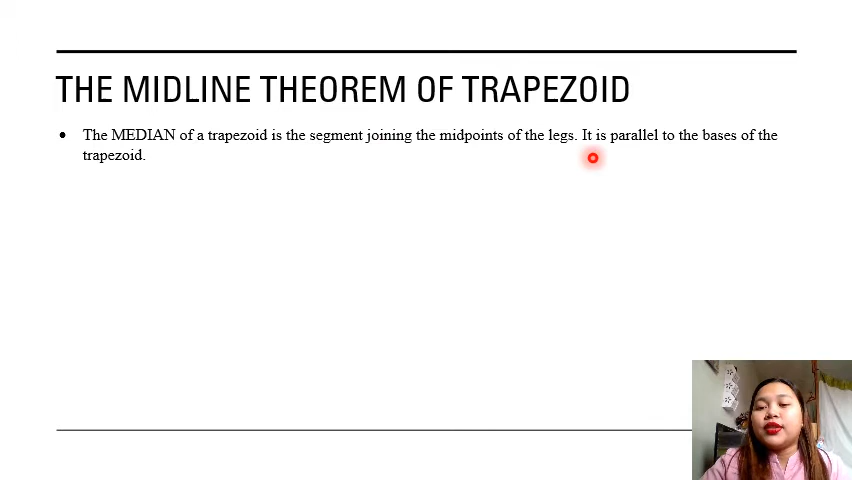 THE MIDLINE THEOREM OF TRAPEZOID
• The MEDIAN of a trapezoid is the segment joining the midpoints of the legs. It is parallel to the bases of the
trapezoid.